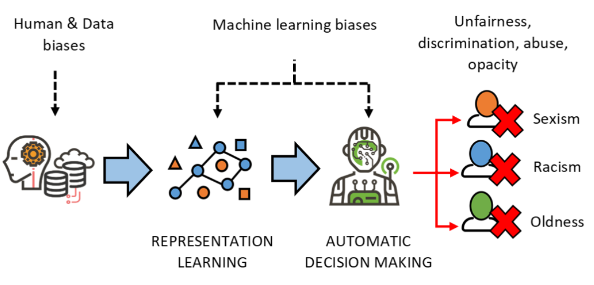 Human & Data
biases
Machine learning biases
Unfairness,
discrimination, abuse,
opacity
Sexism
Racism
Oldness
REPRESENTATION
LEARNING
AUTOMATIC
DECISION MAKING